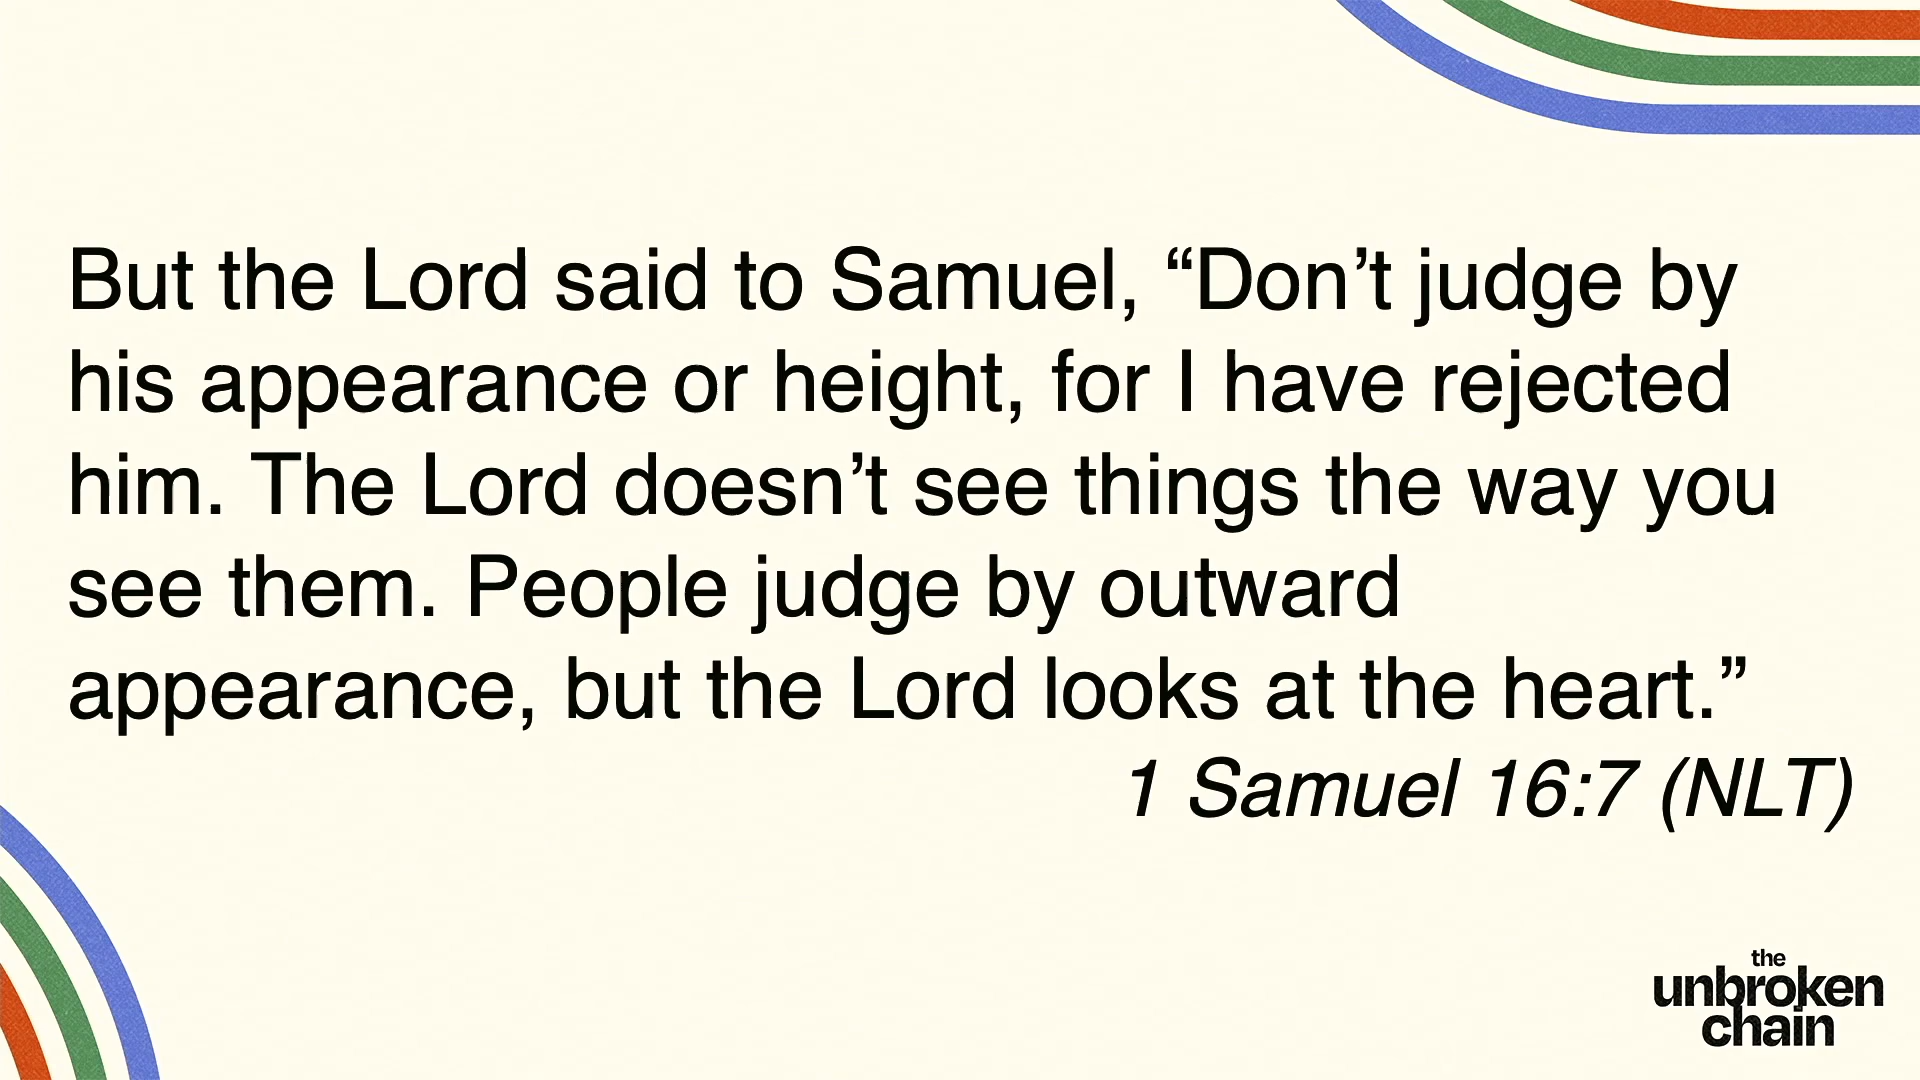 But the Lord said to Samuel, “Don’t judge by
his appearance or height, for I have rejected
him. The Lord doesn’t see things the way you
see them. People judge by outward
appearance, but the Lord looks at the heart.”
1 Samuel 16:7 (NLT)
the
unbroken
chain